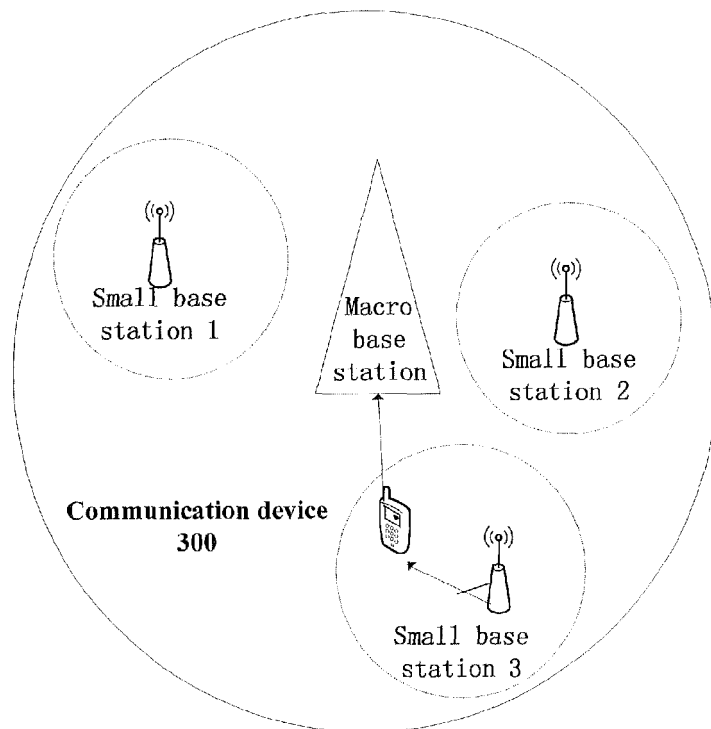 Small base
station 1
Macro
base
station
Small base
station 2
Communication device
300
Small base
station 3